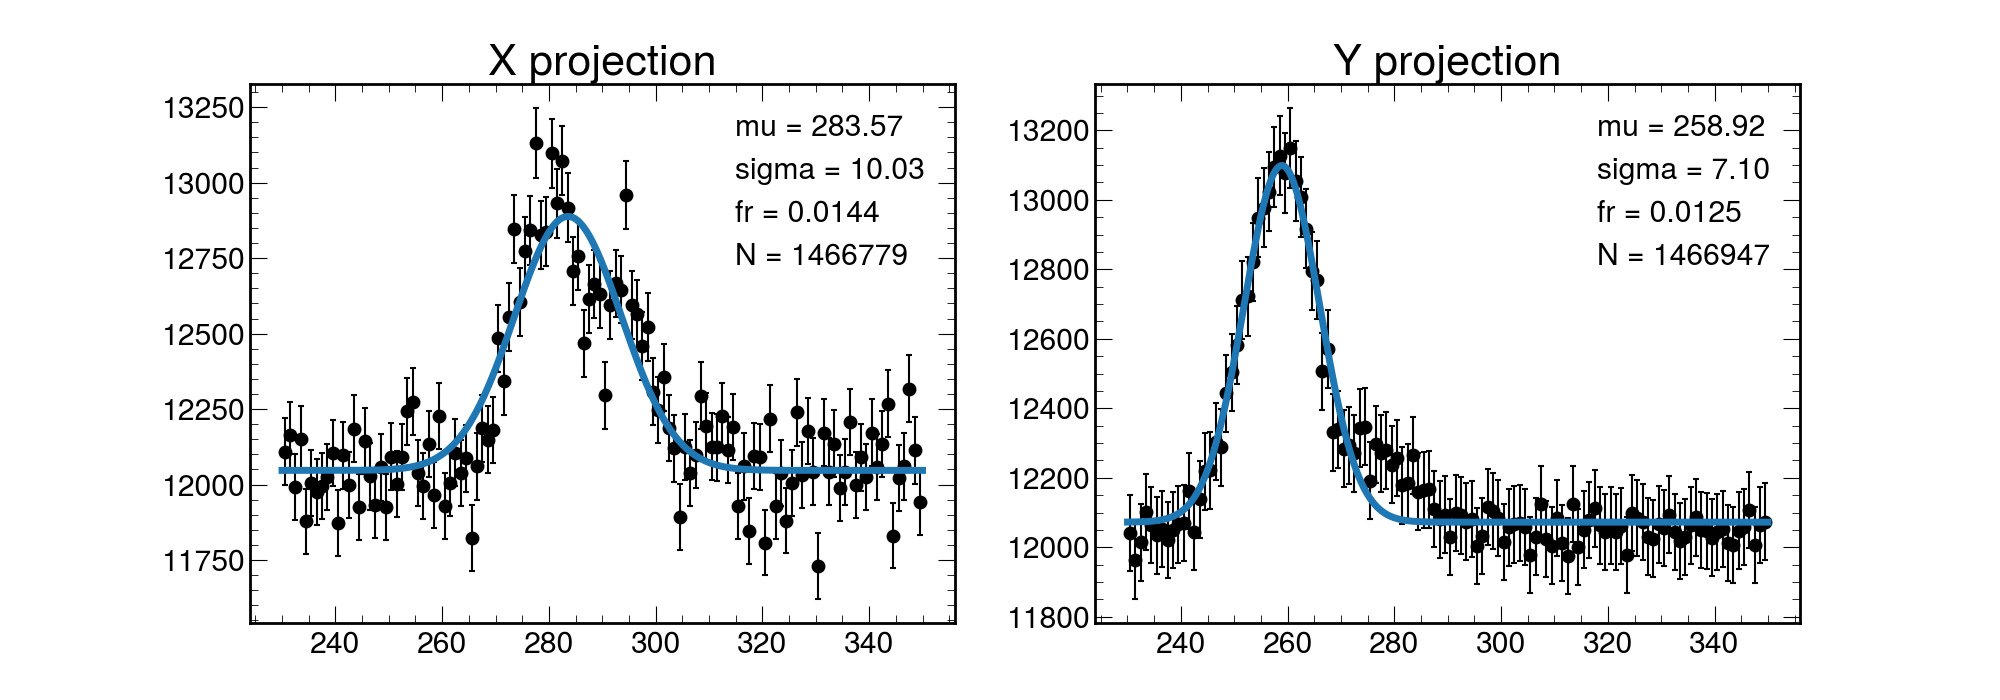 X projection
13250
13000
12750
12500
12250
12000
11750
240 260 280 300 320 340
mu = 283.57
sigma = 10.03
fr = 0.0144
N = 1466779
Y projection
13200
13000
12800
12600
12400
12200
12000
11800
240 260 280 300 320 340
mu = 258.92
sigma = 7.10
fr = 0.0125
N = 1466947